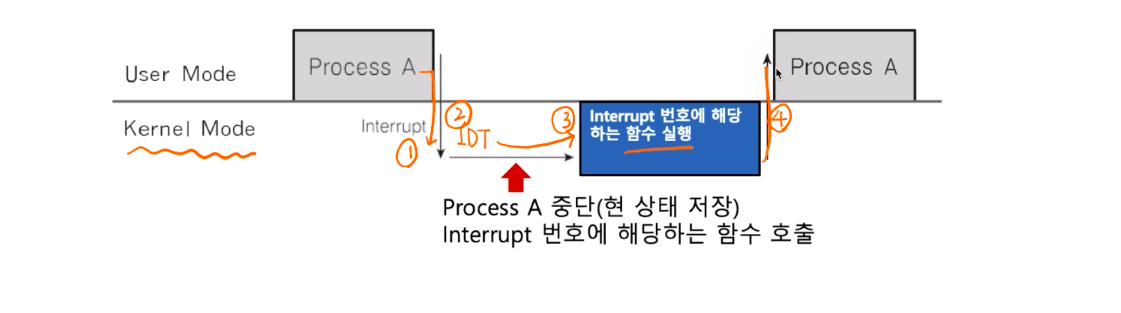 User Mode
Process A
Process A
Kernel Mode
Interrupt
①
②
IDT
③
Interrupt 번호에 해당
하는 함수 실행
④
Process A 중단(현 상태 저장)
Interrupt 번호에 해당하는 함수 호출